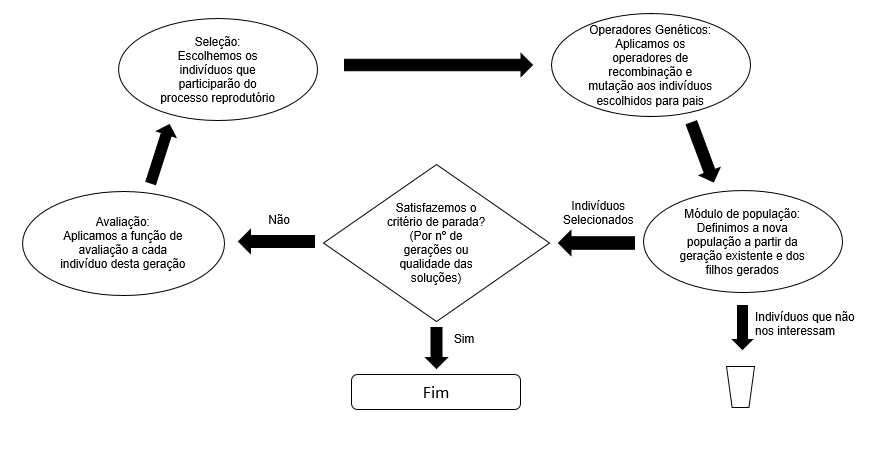 Seleção:
Escolhemos os
indivíduos que
participarão do
processo reprodutório
Operadores Genéticos:
Aplicamos os
operadores de
recombinação e
mutação aos indivíduos
escolhidos para pais
Avaliação:
Aplicamos a função de
avaliação a cada
indivíduo desta geração
Não
Satisfazemos o
critério de parada?
(Por nº de
gerações ou
qualidade das
soluções)
Indivíduos
Selecionados
Módulo de população:
Definimos a nova
população a partir da
geração existente e dos
filhos gerados
Sim
Indivíduos que não
nos interessam
Fim